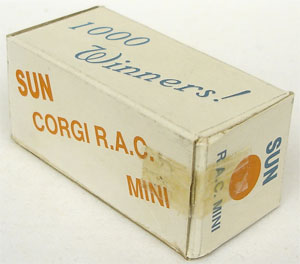 1000
Winners!
SUN
CORGI R.A.C.
MINI
SUN
R.A.C. MINI